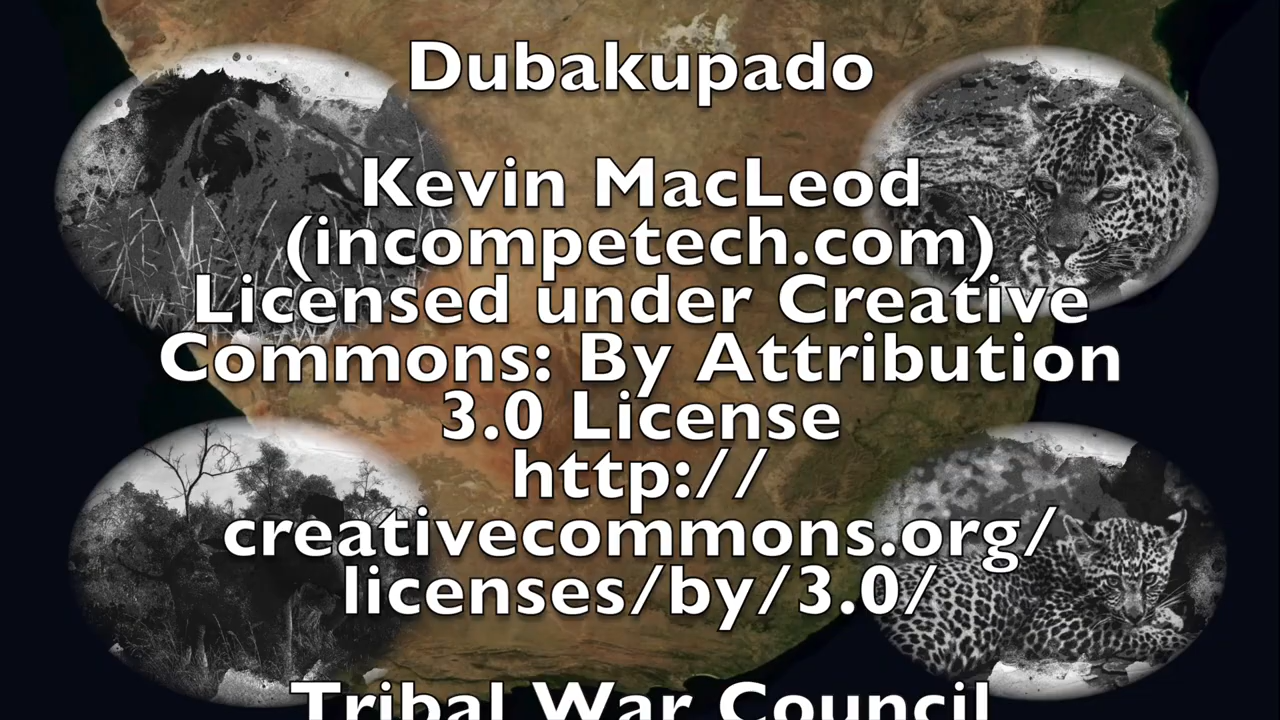 Dubakupado
Kevin MacLeod
(incompetech.com)
Licensed under Creative
Commons: By Attribution
3.0 License
http://
creativecommons.org/
licenses/by/3.0/
Tribal War Council